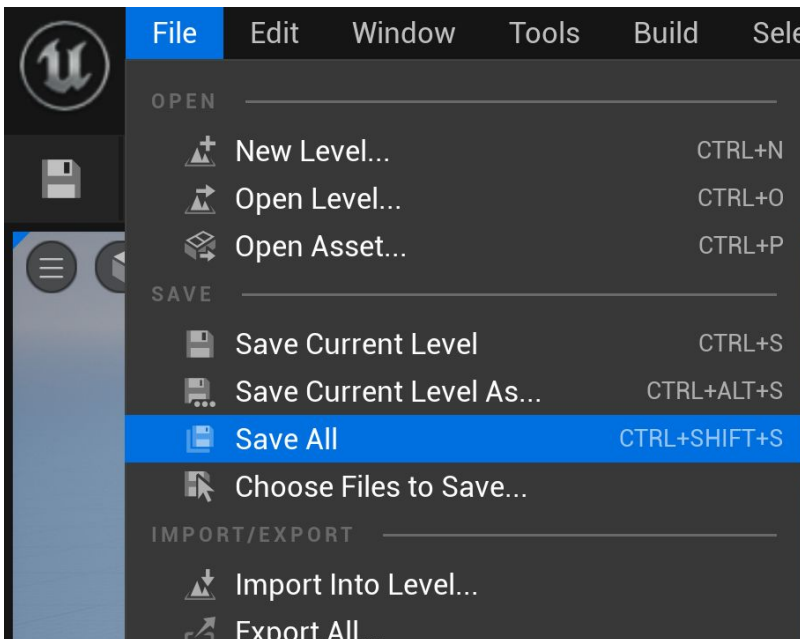 File Edit Window Tools Build Sele
OPEN
New Level... CTRL+N
Open Level... CTRL+O
Open Asset... CTRL+P
SAVE
Save Current Level CTRL+S
Save Current Level As... CTRL+ALT+S
Save All CTRL+SHIFT+S
Choose Files to Save...
IMPORT/EXPORT
Import Into Level...
Export All